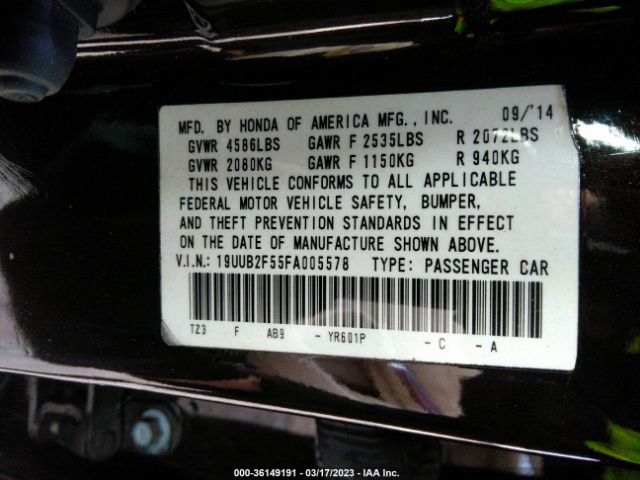 MFD. BY HONDA OF AMERICA MFG., INC. 09/'14
GVWR 4586LBS GAWR F 2535LBS R 2072LBS
GVWR 2080KG GAWR F 1150KG R 940KG
THIS VEHICLE CONFORMS TO ALL APPLICABLE
FEDERAL MOTOR VEHICLE SAFETY, BUMPER,
AND THEFT PREVENTION STANDARDS IN EFFECT
ON THE DATE OF MANUFACTURE SHOWN ABOVE.
V.I.N.: 19UUB2F55FA005578 TYPE: PASSENGER CAR
TZ3 F AB9 - YR601P - C - A
000-36149191 - 03/17/2023 - IAA Inc.